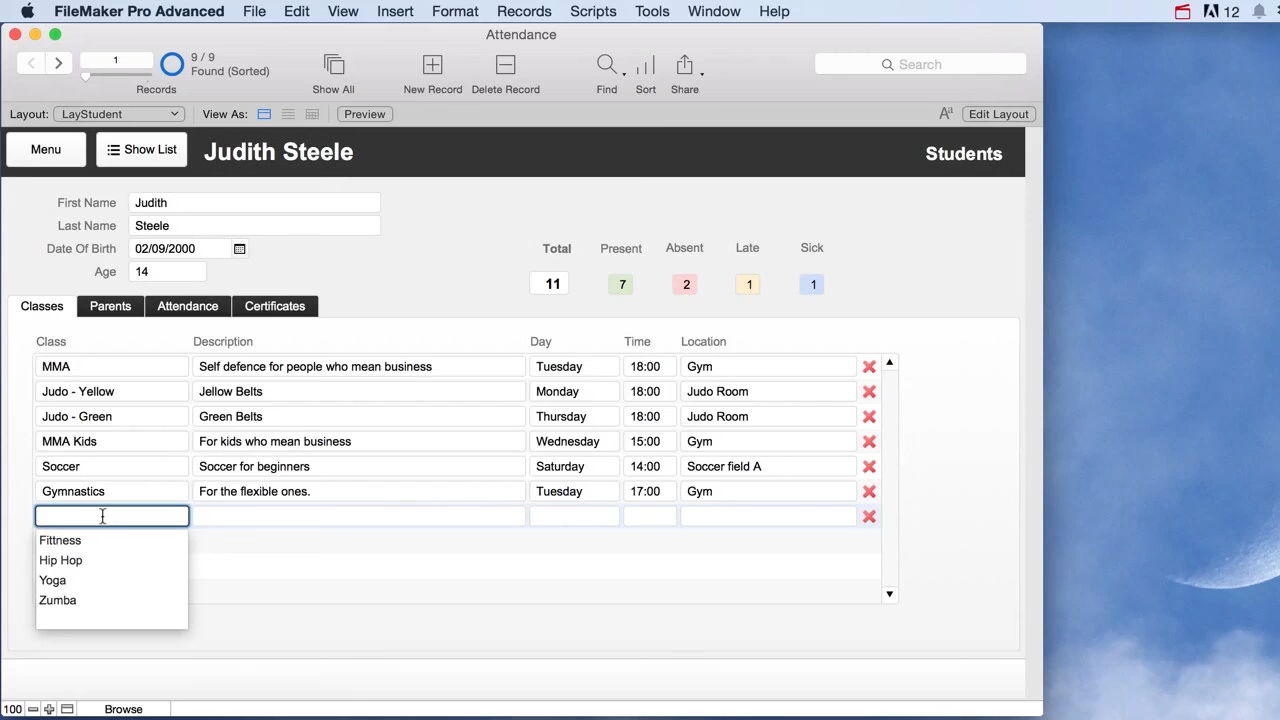 FileMaker Pro Advanced File Edit View Insert Format Records Scripts Tools Window Help 12
Attendance
1 9 / 9 Found (Sorted) Search
Records Show All New Record Delete Record Find Sort Share
Layout: LayStudent View As: Preview Aa Edit Layout
Menu Show List Judith Steele Students
First Name Judith
Last Name Steele
Date Of Birth 02/09/2000 Total Present Absent Late Sick
Age 14 11 7 2 1 1
Classes Parents Attendance Certificates
Class Description Day Time Location
MMA Self defence for people who mean business Tuesday 18:00 Gym
Judo - Yellow Jellow Belts Monday 18:00 Judo Room
Judo - Green Green Belts Thursday 18:00 Judo Room
MMA Kids For kids who mean business Wednesday 15:00 Gym
Soccer Soccer for beginners Saturday 14:00 Soccer field A
Gymnastics For the flexible ones. Tuesday 17:00 Gym
Fittness
Hip Hop
Yoga
Zumba
100 Browse